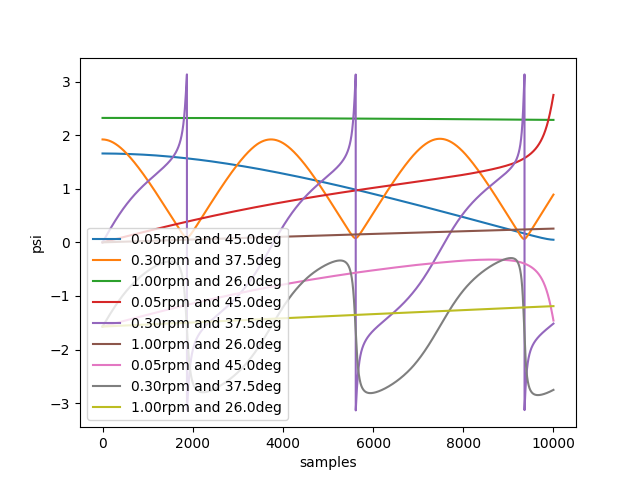 3
2
1
0
−1
−2
−3
psi
0.05rpm and 45.0deg
0.30rpm and 37.5deg
1.00rpm and 26.0deg
0.05rpm and 45.0deg
0.30rpm and 37.5deg
1.00rpm and 26.0deg
0.05rpm and 45.0deg
0.30rpm and 37.5deg
1.00rpm and 26.0deg
0 2000 4000 6000 8000 10000
samples